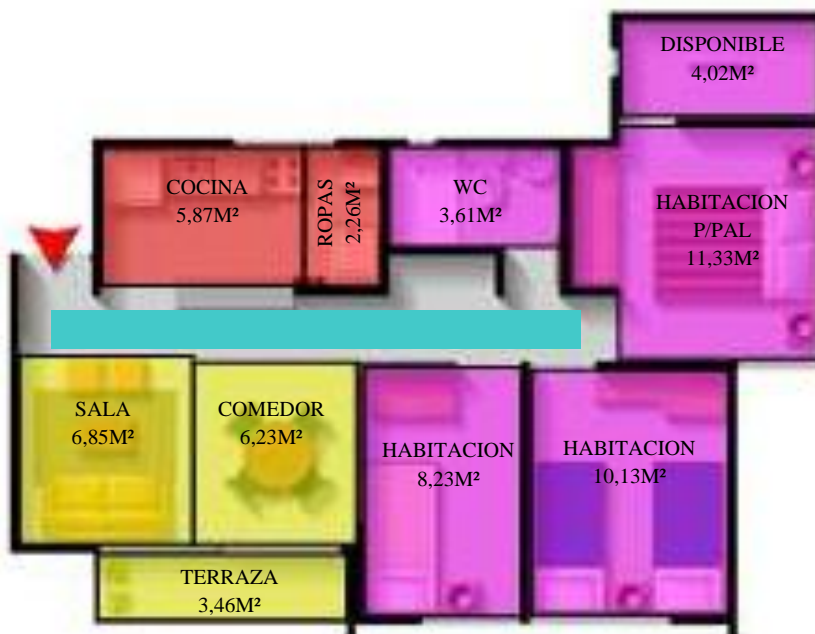 DISPONIBLE
4,02M²
COCINA
5,87M²
ROPAS
2,26M²
WC
3,61M²
HABITACION
P/PAL
11,33M²
SALA
6,85M²
COMEDOR
6,23M²
HABITACION
8,23M²
HABITACION
10,13M²
TERRAZA
3,46M²